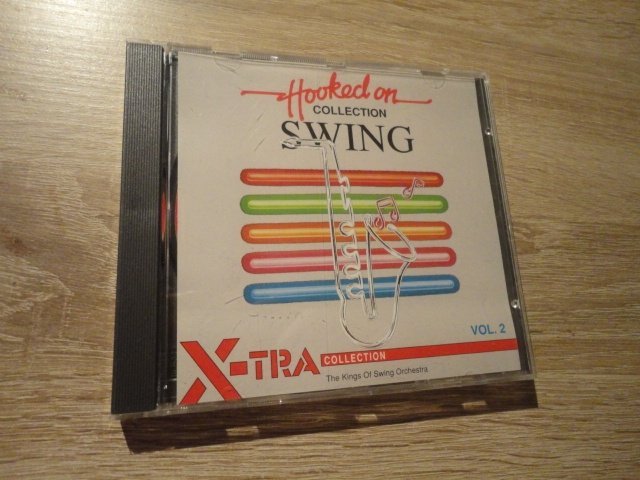 Hooked on
COLLECTION
SWING
VOL. 2
X-TRA COLLECTION
The Kings Of Swing Orchestra